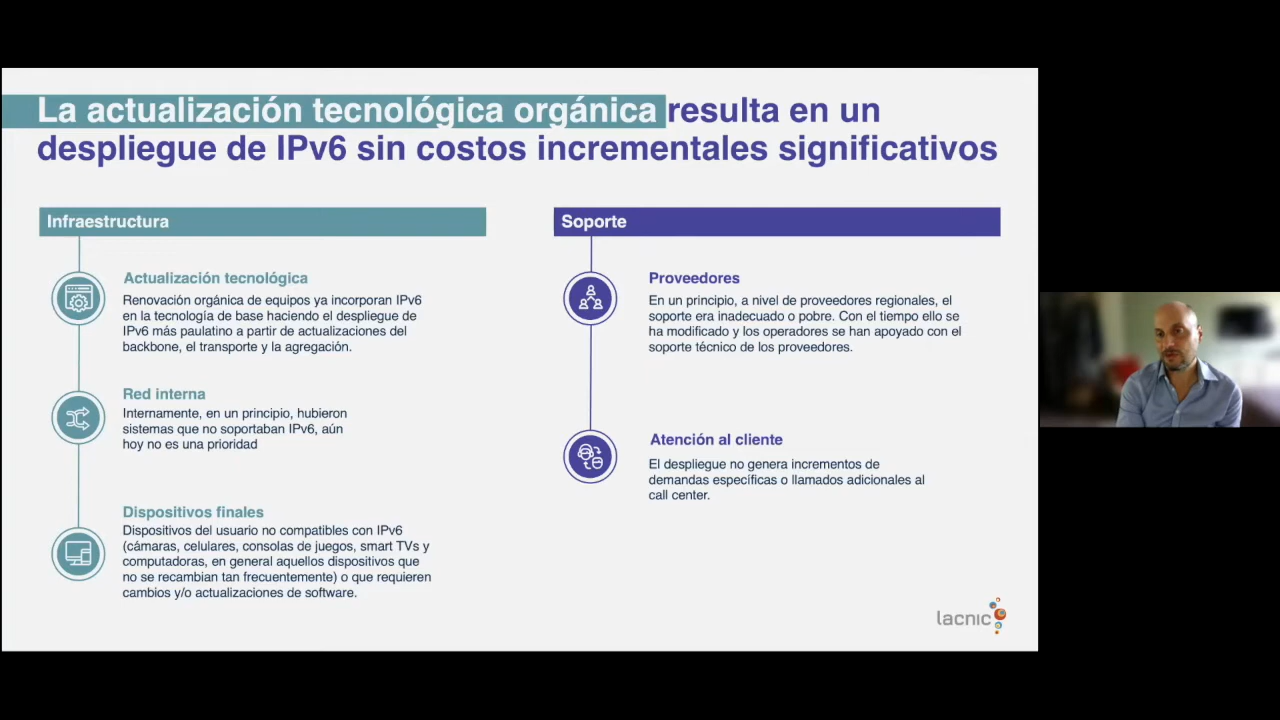 La actualización tecnológica orgánica resulta en un
despliegue de IPv6 sin costos incrementales significativos
Infraestructura
Actualización tecnológica
Renovación orgánica de equipos ya incorporan IPv6
en la tecnología de base haciendo el despliegue de
IPv6 más paulatino a partir de actualizaciones del
backbone, el transporte y la agregación.
Red interna
Internamente, en un principio, hubieron
sistemas que no soportaban IPv6, aún
hoy no es una prioridad
Dispositivos finales
Dispositivos del usuario no compatibles con IPv6
(cámaras, celulares, consolas de juegos, smart TVs y
computadoras, en general aquellos dispositivos que
no se recambian tan frecuentemente) o que requieren
cambios y/o actualizaciones de software.
Soporte
Proveedores
En un principio, a nivel de proveedores regionales, el
soporte era inadecuado o pobre. Con el tiempo ello se
ha modificado y los operadores se han apoyado con el
soporte técnico de los proveedores.
Atención al cliente
El despliegue no genera incrementos de
demandas específicas o llamados adicionales al
call center.
lacnic